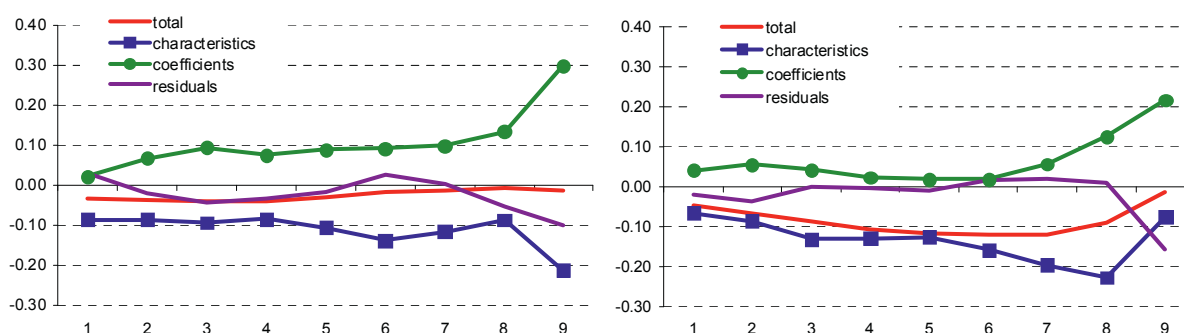 0.40
0.30
0.20
0.10
0.00
-0.10
-0.20
-0.30
total
characteristics
coefficients
residuals
1 2 3 4 5 6 7 8 9
0.40
0.30
0.20
0.10
0.00
-0.10
-0.20
-0.30
total
characteristics
coefficients
residuals
1 2 3 4 5 6 7 8 9